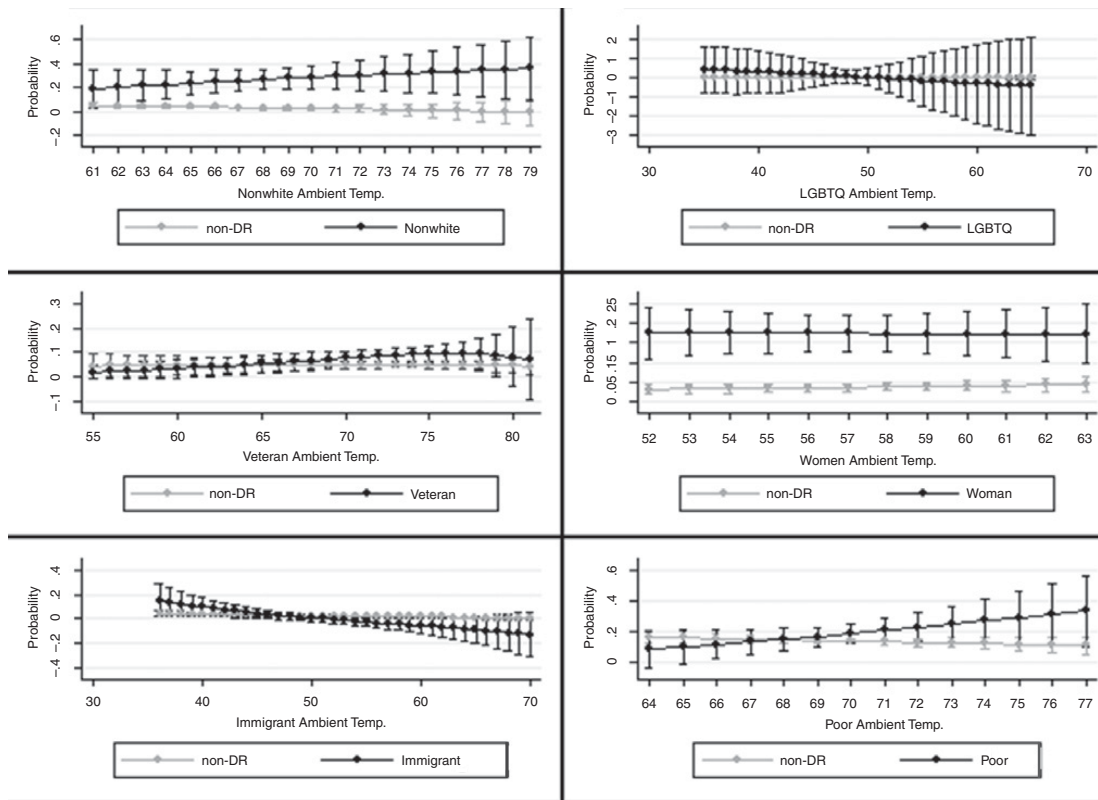 Probability
.6
.4
.2
0
-.2
61 62 63 64 65 66 67 68 69 70 71 72 73 74 75 76 77 78 79
Nonwhite Ambient Temp.
non-DR Nonwhite
Probability
2
1
0
-1
-2
-3
30 40 50 60 70
LGBTQ Ambient Temp.
non-DR LGBTQ
Probability
.3
.2
.1
0
-.1
55 60 65 70 75 80
Veteran Ambient Temp.
non-DR Veteran
Probability
0 .05 .15 1 .2 25
52 53 54 55 56 57 58 59 60 61 62 63
Women Ambient Temp.
non-DR Woman
Probability
.4
.2
0
-.2
-.4
30 40 50 60 70
Immigrant Ambient Temp.
non-DR Immigrant
Probability
.6
.4
.2
0
64 65 66 67 68 69 70 71 72 73 74 75 76 77
Poor Ambient Temp.
non-DR Poor